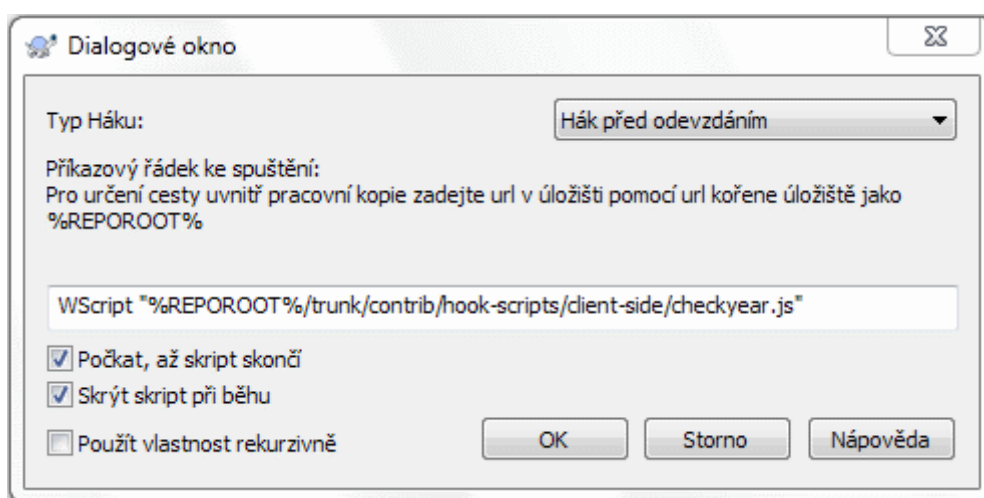 Dialogové okno
Typ Háku:
Hák před odevzdáním
Příkazový řádek ke spuštění:
Pro určení cesty uvnitř pracovní kopie zadejte url v úložišti pomocí url kořene úložiště jako
%REPOROOT%
WScript "%REPOROOT%/trunk/contrib/hook-scripts/client-side/checkyear.js"
Počkat, až skript skončí
Skrýt skript při běhu
Použít vlastnost rekurzivně
OK
Storno
Nápověda